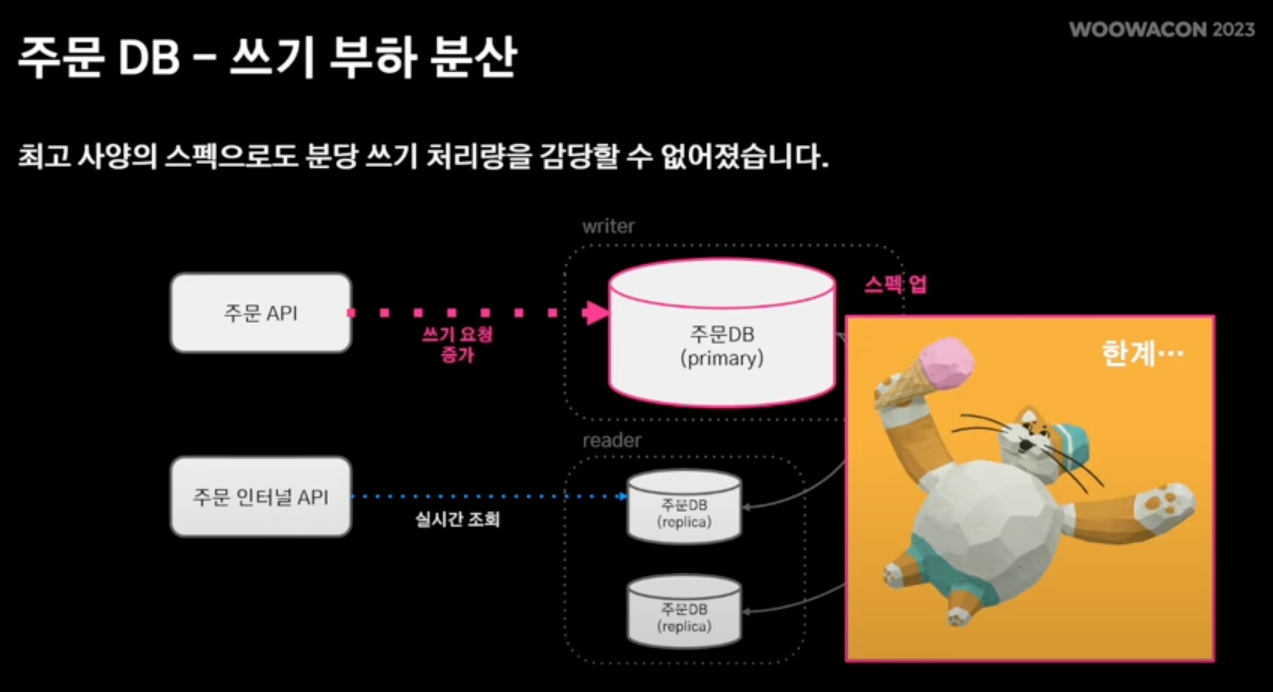 WOOWACON 2023
주문 DB – 쓰기 부하 분산
최고 사양의 스펙으로도 분당 쓰기 처리량을 감당할 수 없어졌습니다.
writer
주문 API
쓰기 요청
증가
주문DB
(primary)
스펙 업
한계…
reader
주문 인터널 API
실시간 조회
주문DB
(replica)
주문DB
(replica)